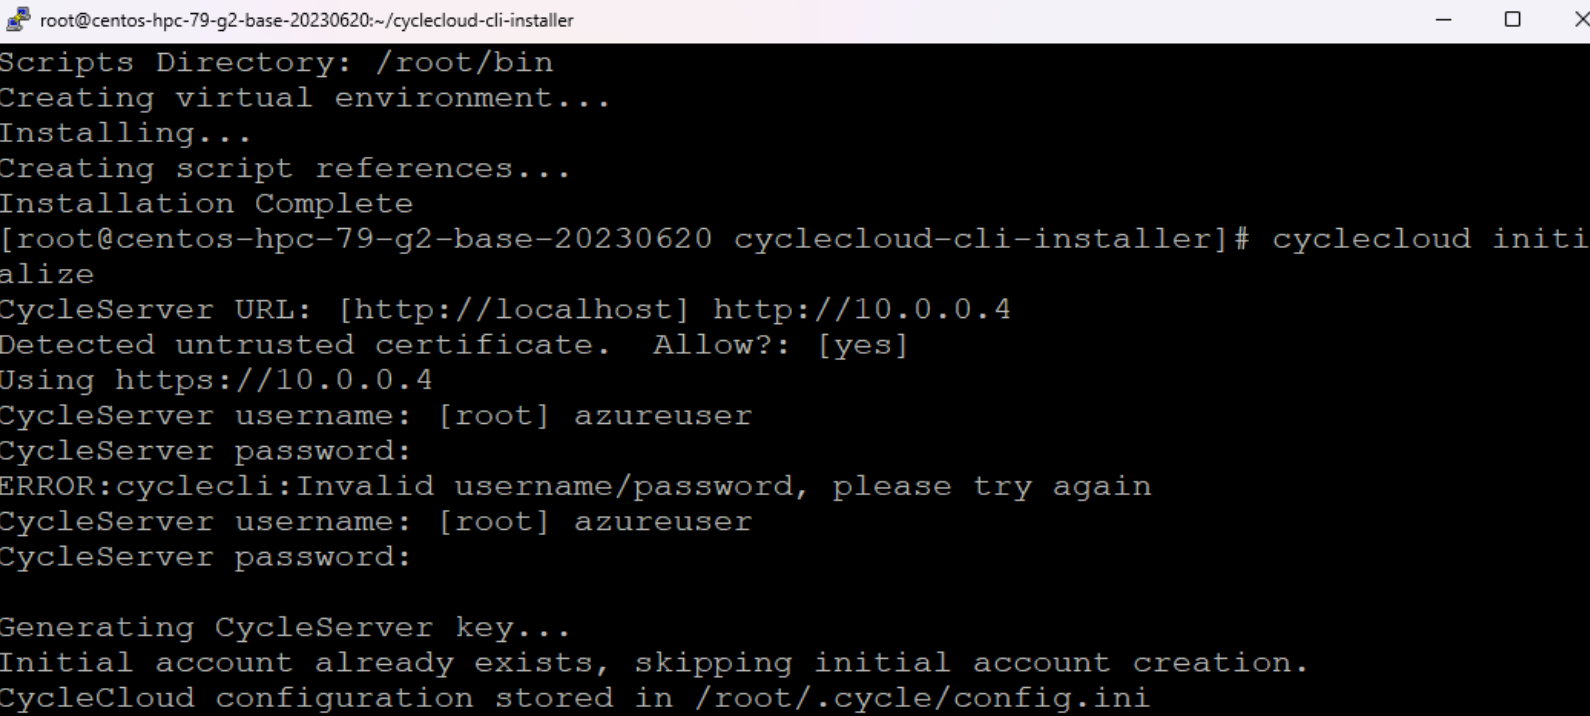 root@centos-hpc-79-g2-base-20230620:~/cyclecloud-cli-installer
Scripts Directory: /root/bin
Creating virtual environment...
Installing...
Creating script references...
Installation Complete
[root@centos-hpc-79-g2-base-20230620 cyclecloud-cli-installer]# cyclecloud initi
alize
CycleServer URL: [http://localhost] http://10.0.0.4
Detected untrusted certificate.  Allow?: [yes]
Using https://10.0.0.4
CycleServer username: [root] azureuser
CycleServer password:
ERROR:cyclecli:Invalid username/password, please try again
CycleServer username: [root] azureuser
CycleServer password:
Generating CycleServer key...
Initial account already exists, skipping initial account creation.
CycleCloud configuration stored in /root/.cycle/config.ini